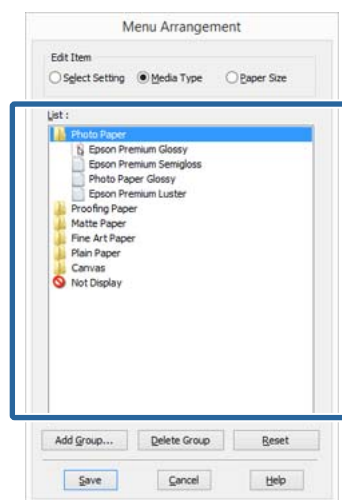 Menu Arrangement
Edit Item
Select Setting Media Type Paper Size
List :
Photo Paper
Epson Premium Glossy
Epson Premium Semigloss
Photo Paper Glossy
Epson Premium Luster
Proofing Paper
Matte Paper
Fine Art Paper
Plain Paper
Canvas
Not Display
Add Group... Delete Group Reset
Save Cancel Help